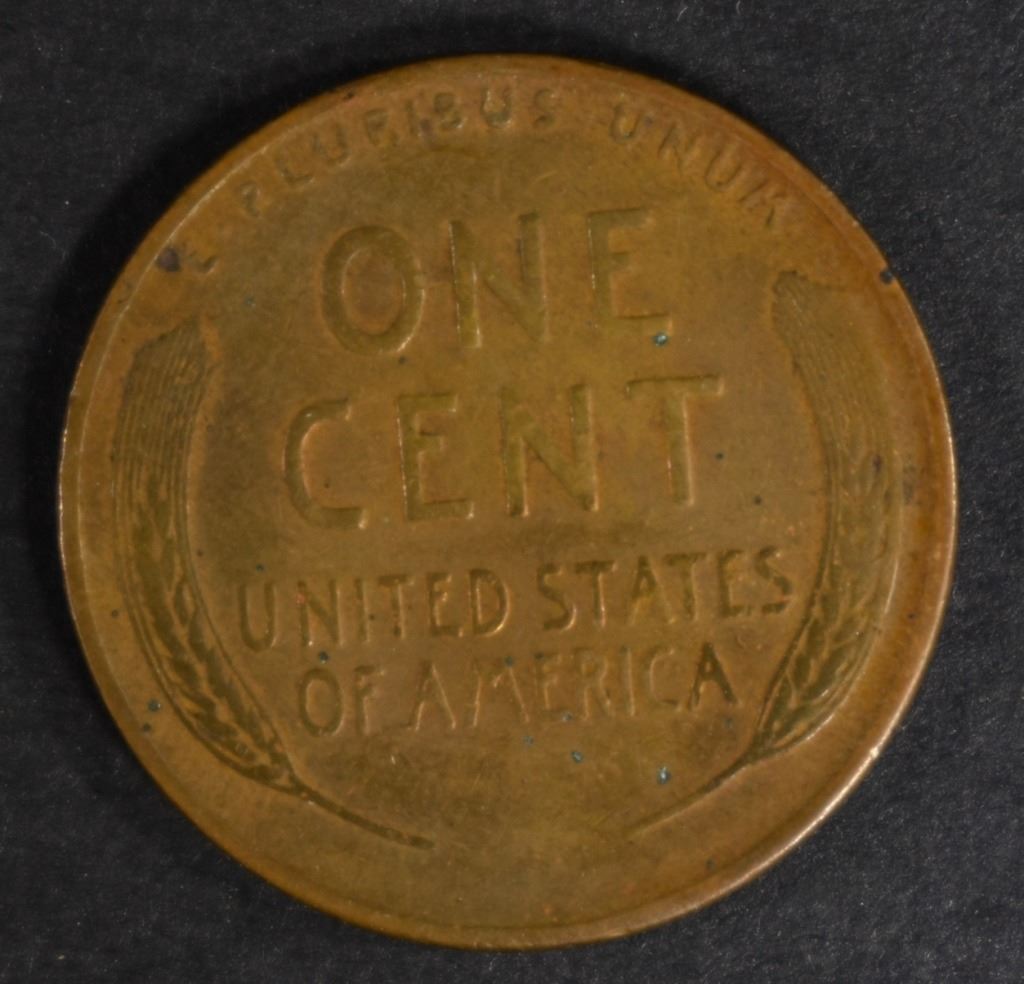 E PLURIBUS UNUM
ONE
CENT
UNITED STATES
OF AMERICA